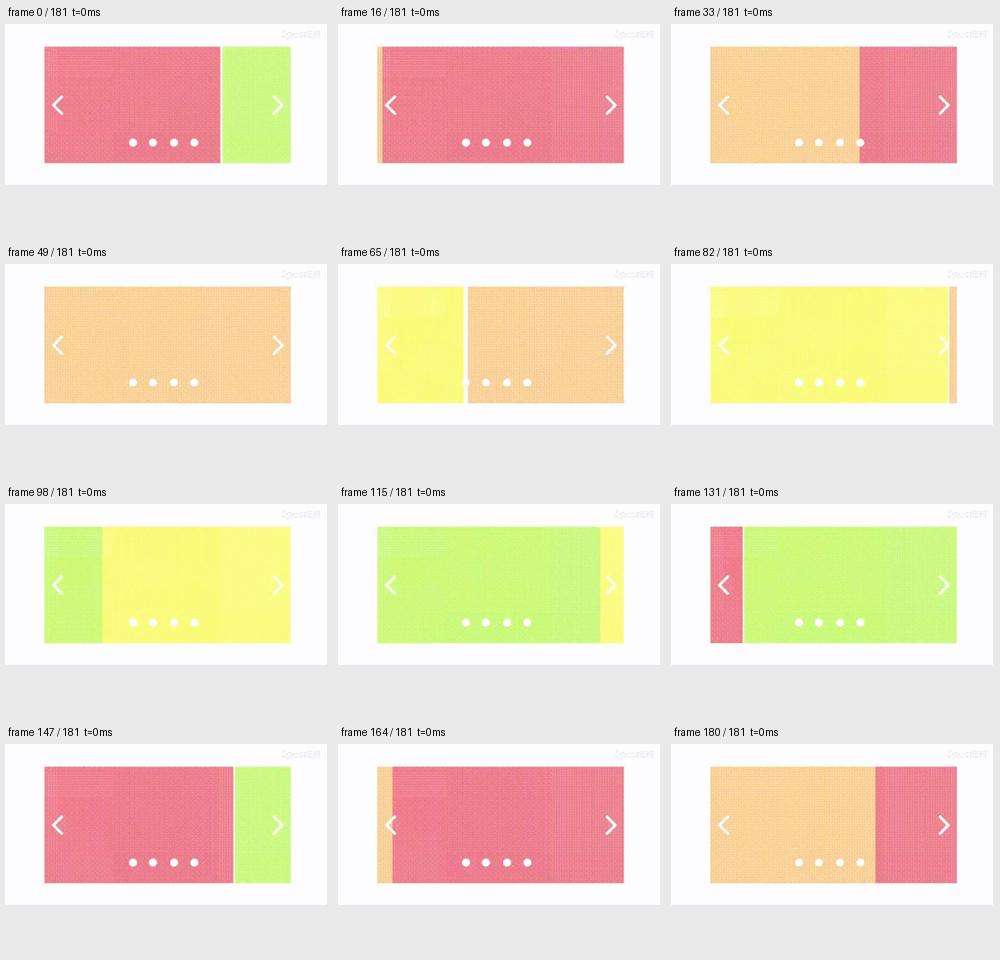 frame 0 / 181 t=0ms
frame 16 / 181 t=0ms
frame 33 / 181 t=0ms
frame 49 / 181 t=0ms
frame 65 / 181 t=0ms
frame 82 / 181 t=0ms
frame 98 / 181 t=0ms
frame 115 / 181 t=0ms
frame 131 / 181 t=0ms
frame 147 / 181 t=0ms
frame 164 / 181 t=0ms
frame 180 / 181 t=0ms